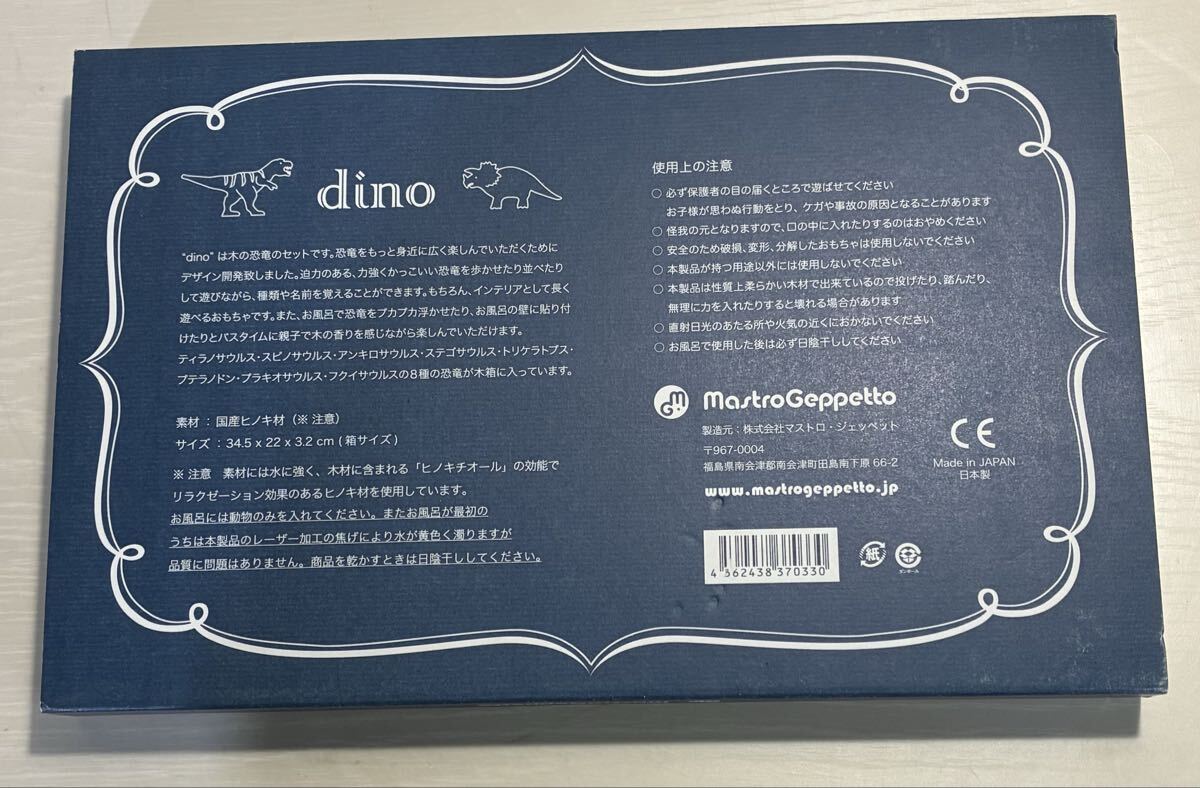 dino
"dino" は木の恐竜のセットです。恐竜をもっと身近に広く楽しんでいただくために
デザイン開発致しました。迫力のある、力強くかっこいい恐竜を歩かせたり並べたり
して遊びながら、種類や名前を覚えることができます。もちろん、インテリアとして長く
遊べるおもちゃです。また、お風呂で恐竜をプカプカ浮かせたり、お風呂の壁に貼り付
けたりとバスタイムに親子で木の香りを感じながら楽しんでいただけます。
ティラノサウルス・スピノサウルス・アンキロサウルス・ステゴサウルス・トリケラトプス・
プテラノドン・ブラキオサウルス・フクイサウルスの8種の恐竜が木箱に入っています。
素材 : 国産ヒノキ材（※ 注意）
サイズ : 34.5 x 22 x 3.2 cm ( 箱サイズ )
※ 注意　素材には水に強く、木材に含まれる「ヒノキチオール」の効能で
リラクゼーション効果のあるヒノキ材を使用しています。
お風呂には動物のみを入れてください。またお風呂が最初の
うちは本製品のレーザー加工の焦げにより水が黄色く濁りますが
品質に問題はありません。商品を乾かすときは日陰干ししてください。
使用上の注意
○ 必ず保護者の目の届くところで遊ばせてください
お子様が思わぬ行動をとり、ケガや事故の原因となることがあります
○ 怪我の元となりますので、口の中に入れたりするのはおやめください
○ 安全のため破損、変形、分解したおもちゃは使用しないでください
○ 本製品が持つ用途以外には使用しないでください
○ 本製品は性質上柔らかい木材で出来ているので投げたり、踏んだり、
無理に力を入れたりすると壊れる場合があります
○ 直射日光のあたる所や火気の近くにおかないでください
○ お風呂で使用した後は必ず日陰干ししてください
MG. MastroGeppetto
製造元 : 株式会社マストロ・ジェッペット
〒967-0004
福島県南会津郡南会津町田島南下原 66-2
www.mastrogeppetto.jp
CE
Made in JAPAN
日本製
4 562438 370330
紙
ダンボール